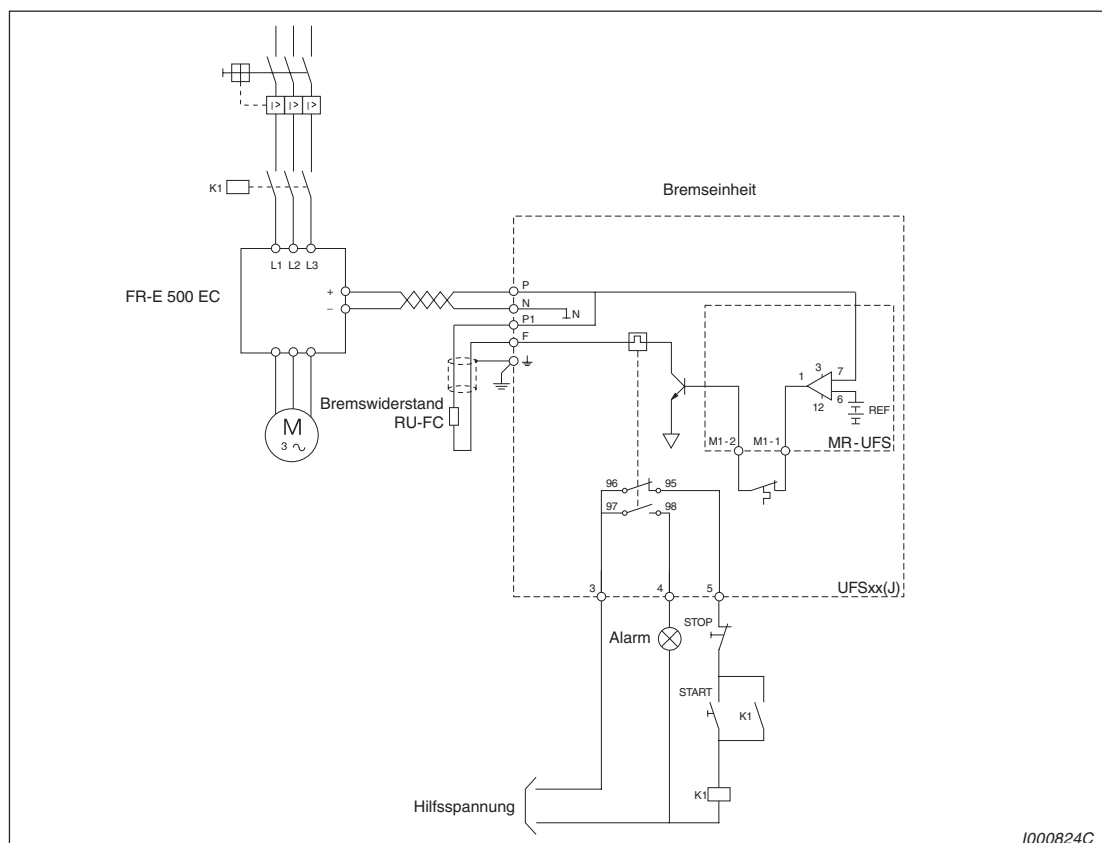 I> I> I>
K1
Bremseinheit
L1 L2 L3
FR-E 500 EC
+
−
P
N
N
P1
F
Bremswiderstand
RU-FC
M
3 ~
3
1
7
12
6
REF
M1-2 M1-1
MR-UFS
96 95
97 98
3 4 5
UFSxx(J)
STOP
Alarm
START
K1
K1
Hilfsspannung
I000824C